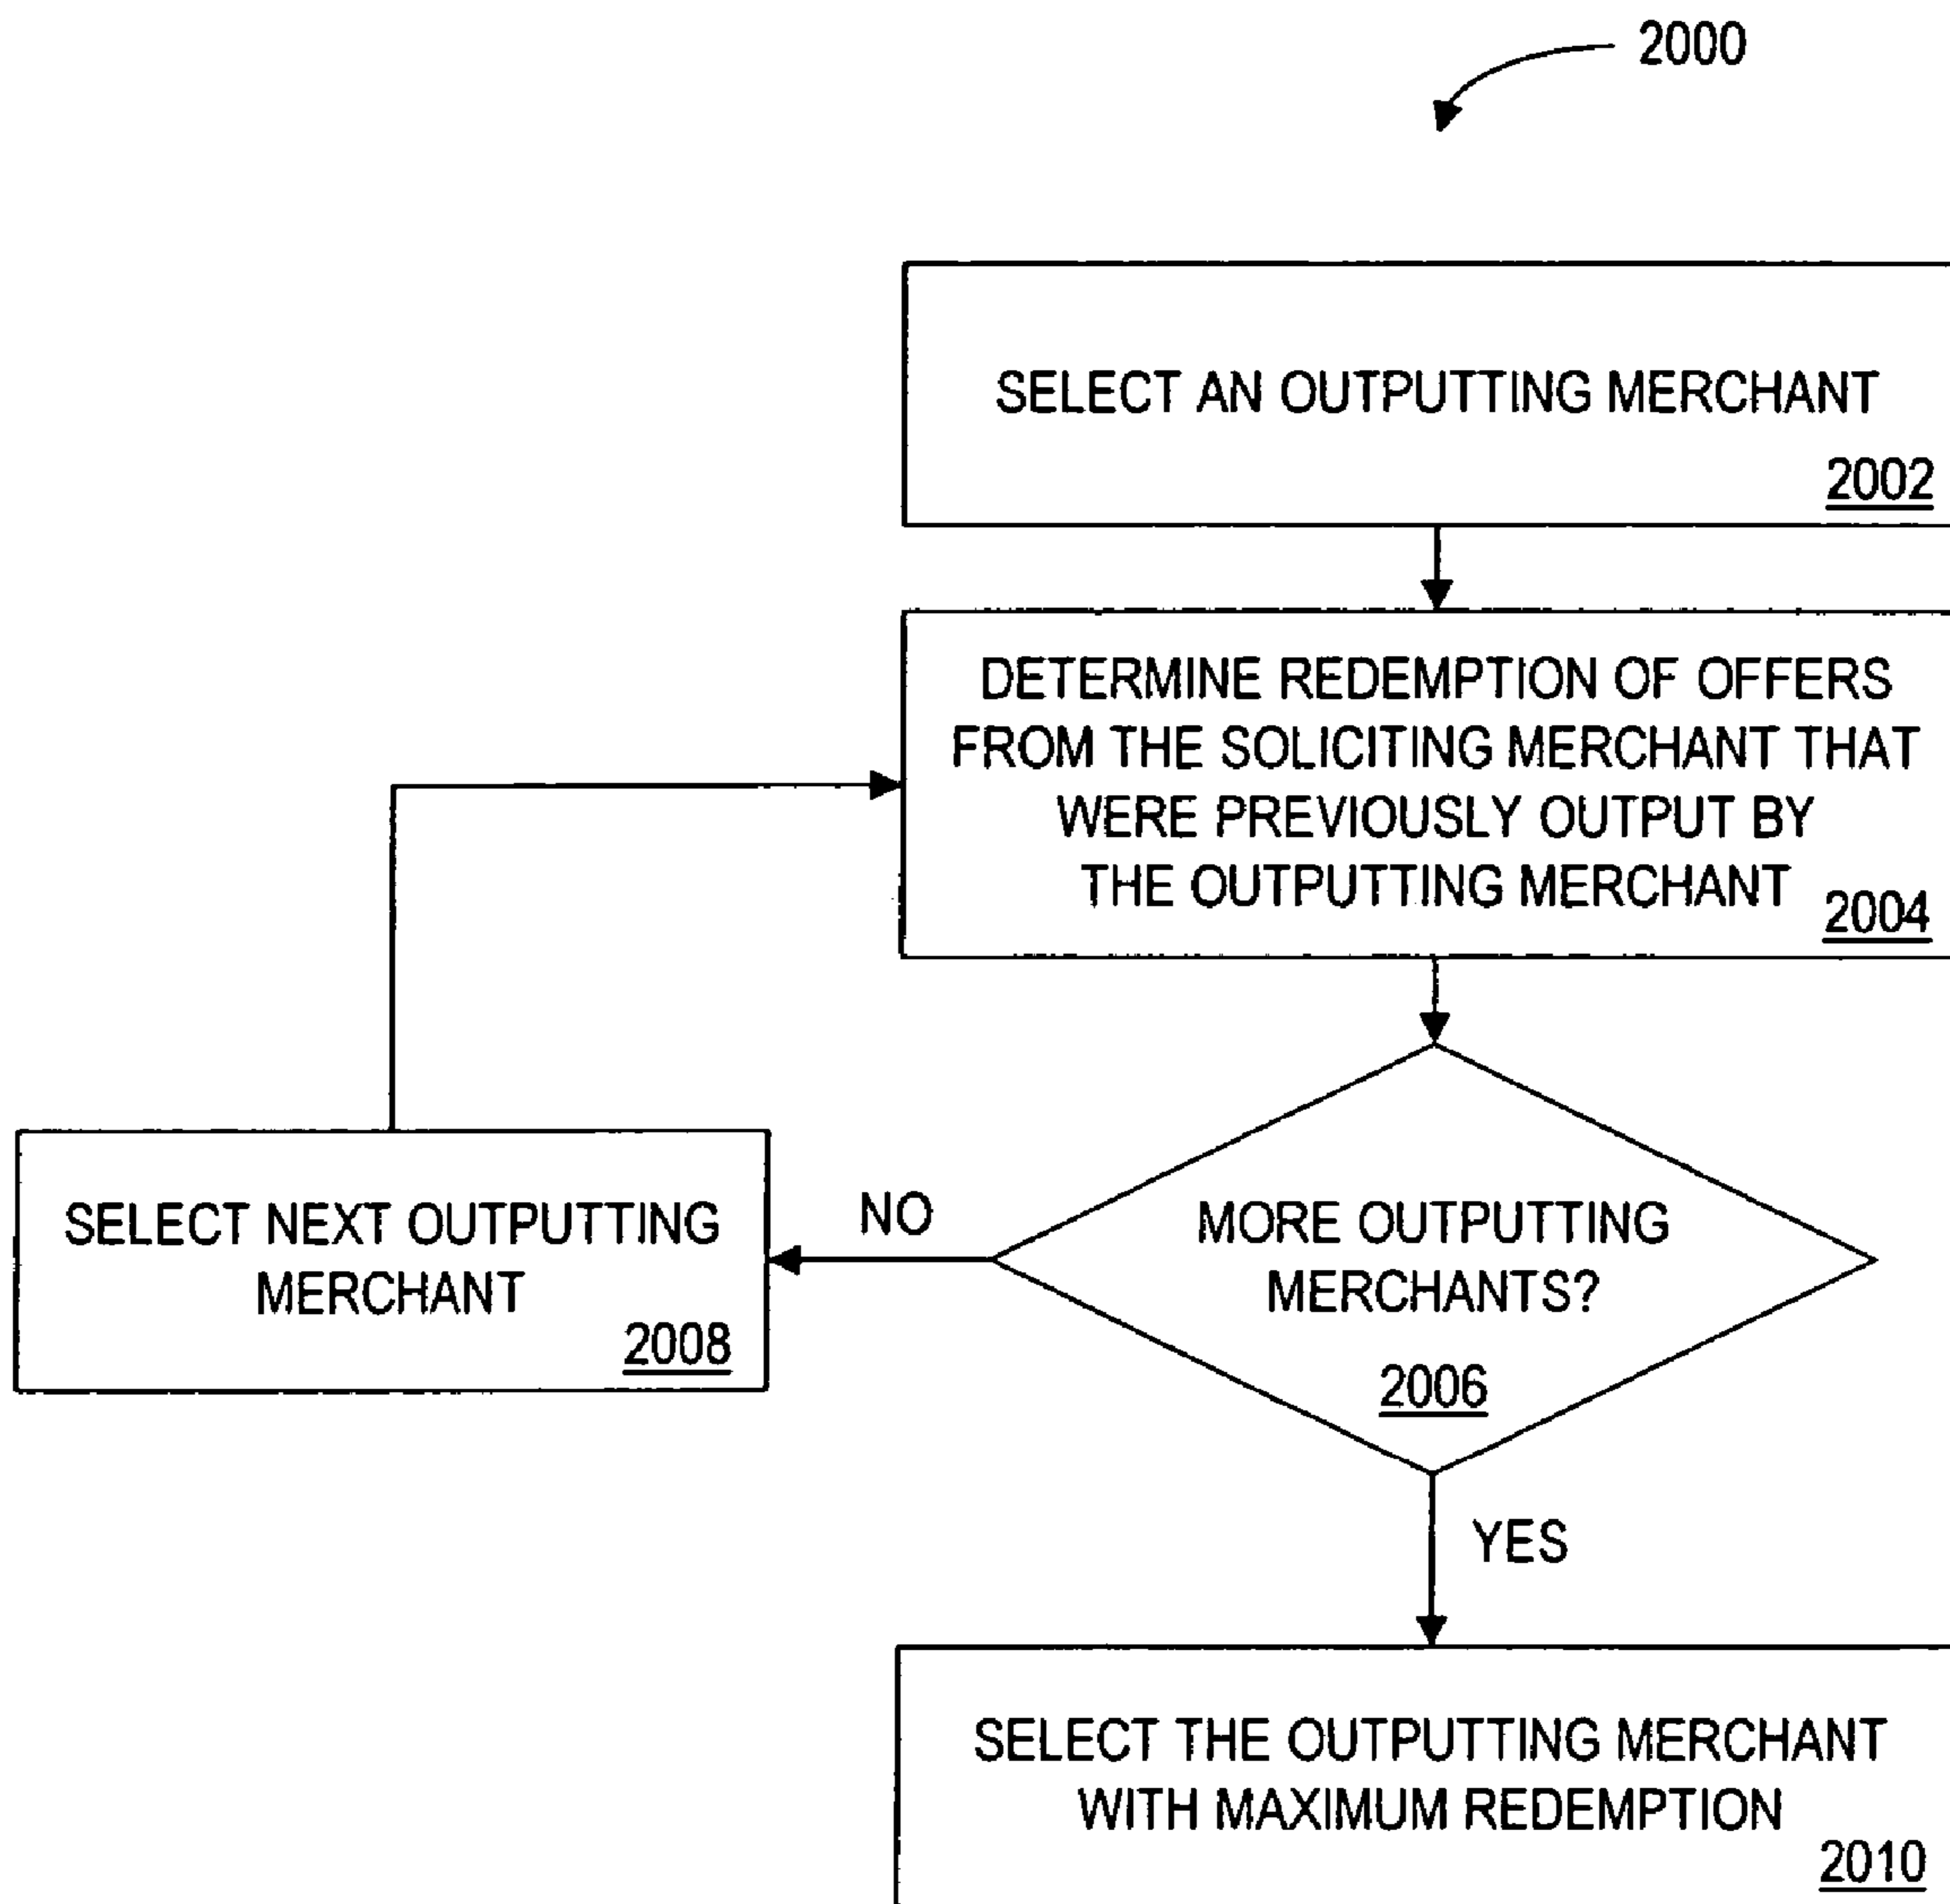 2000
SELECT AN OUTPUTTING MERCHANT
2002
DETERMINE REDEMPTION OF OFFERS
FROM THE SOLICITING MERCHANT THAT
WERE PREVIOUSLY OUTPUT BY
THE OUTPUTTING MERCHANT
2004
MORE OUTPUTTING
MERCHANTS?
2006
NO
SELECT NEXT OUTPUTTING
MERCHANT
2008
YES
SELECT THE OUTPUTTING MERCHANT
WITH MAXIMUM REDEMPTION
2010